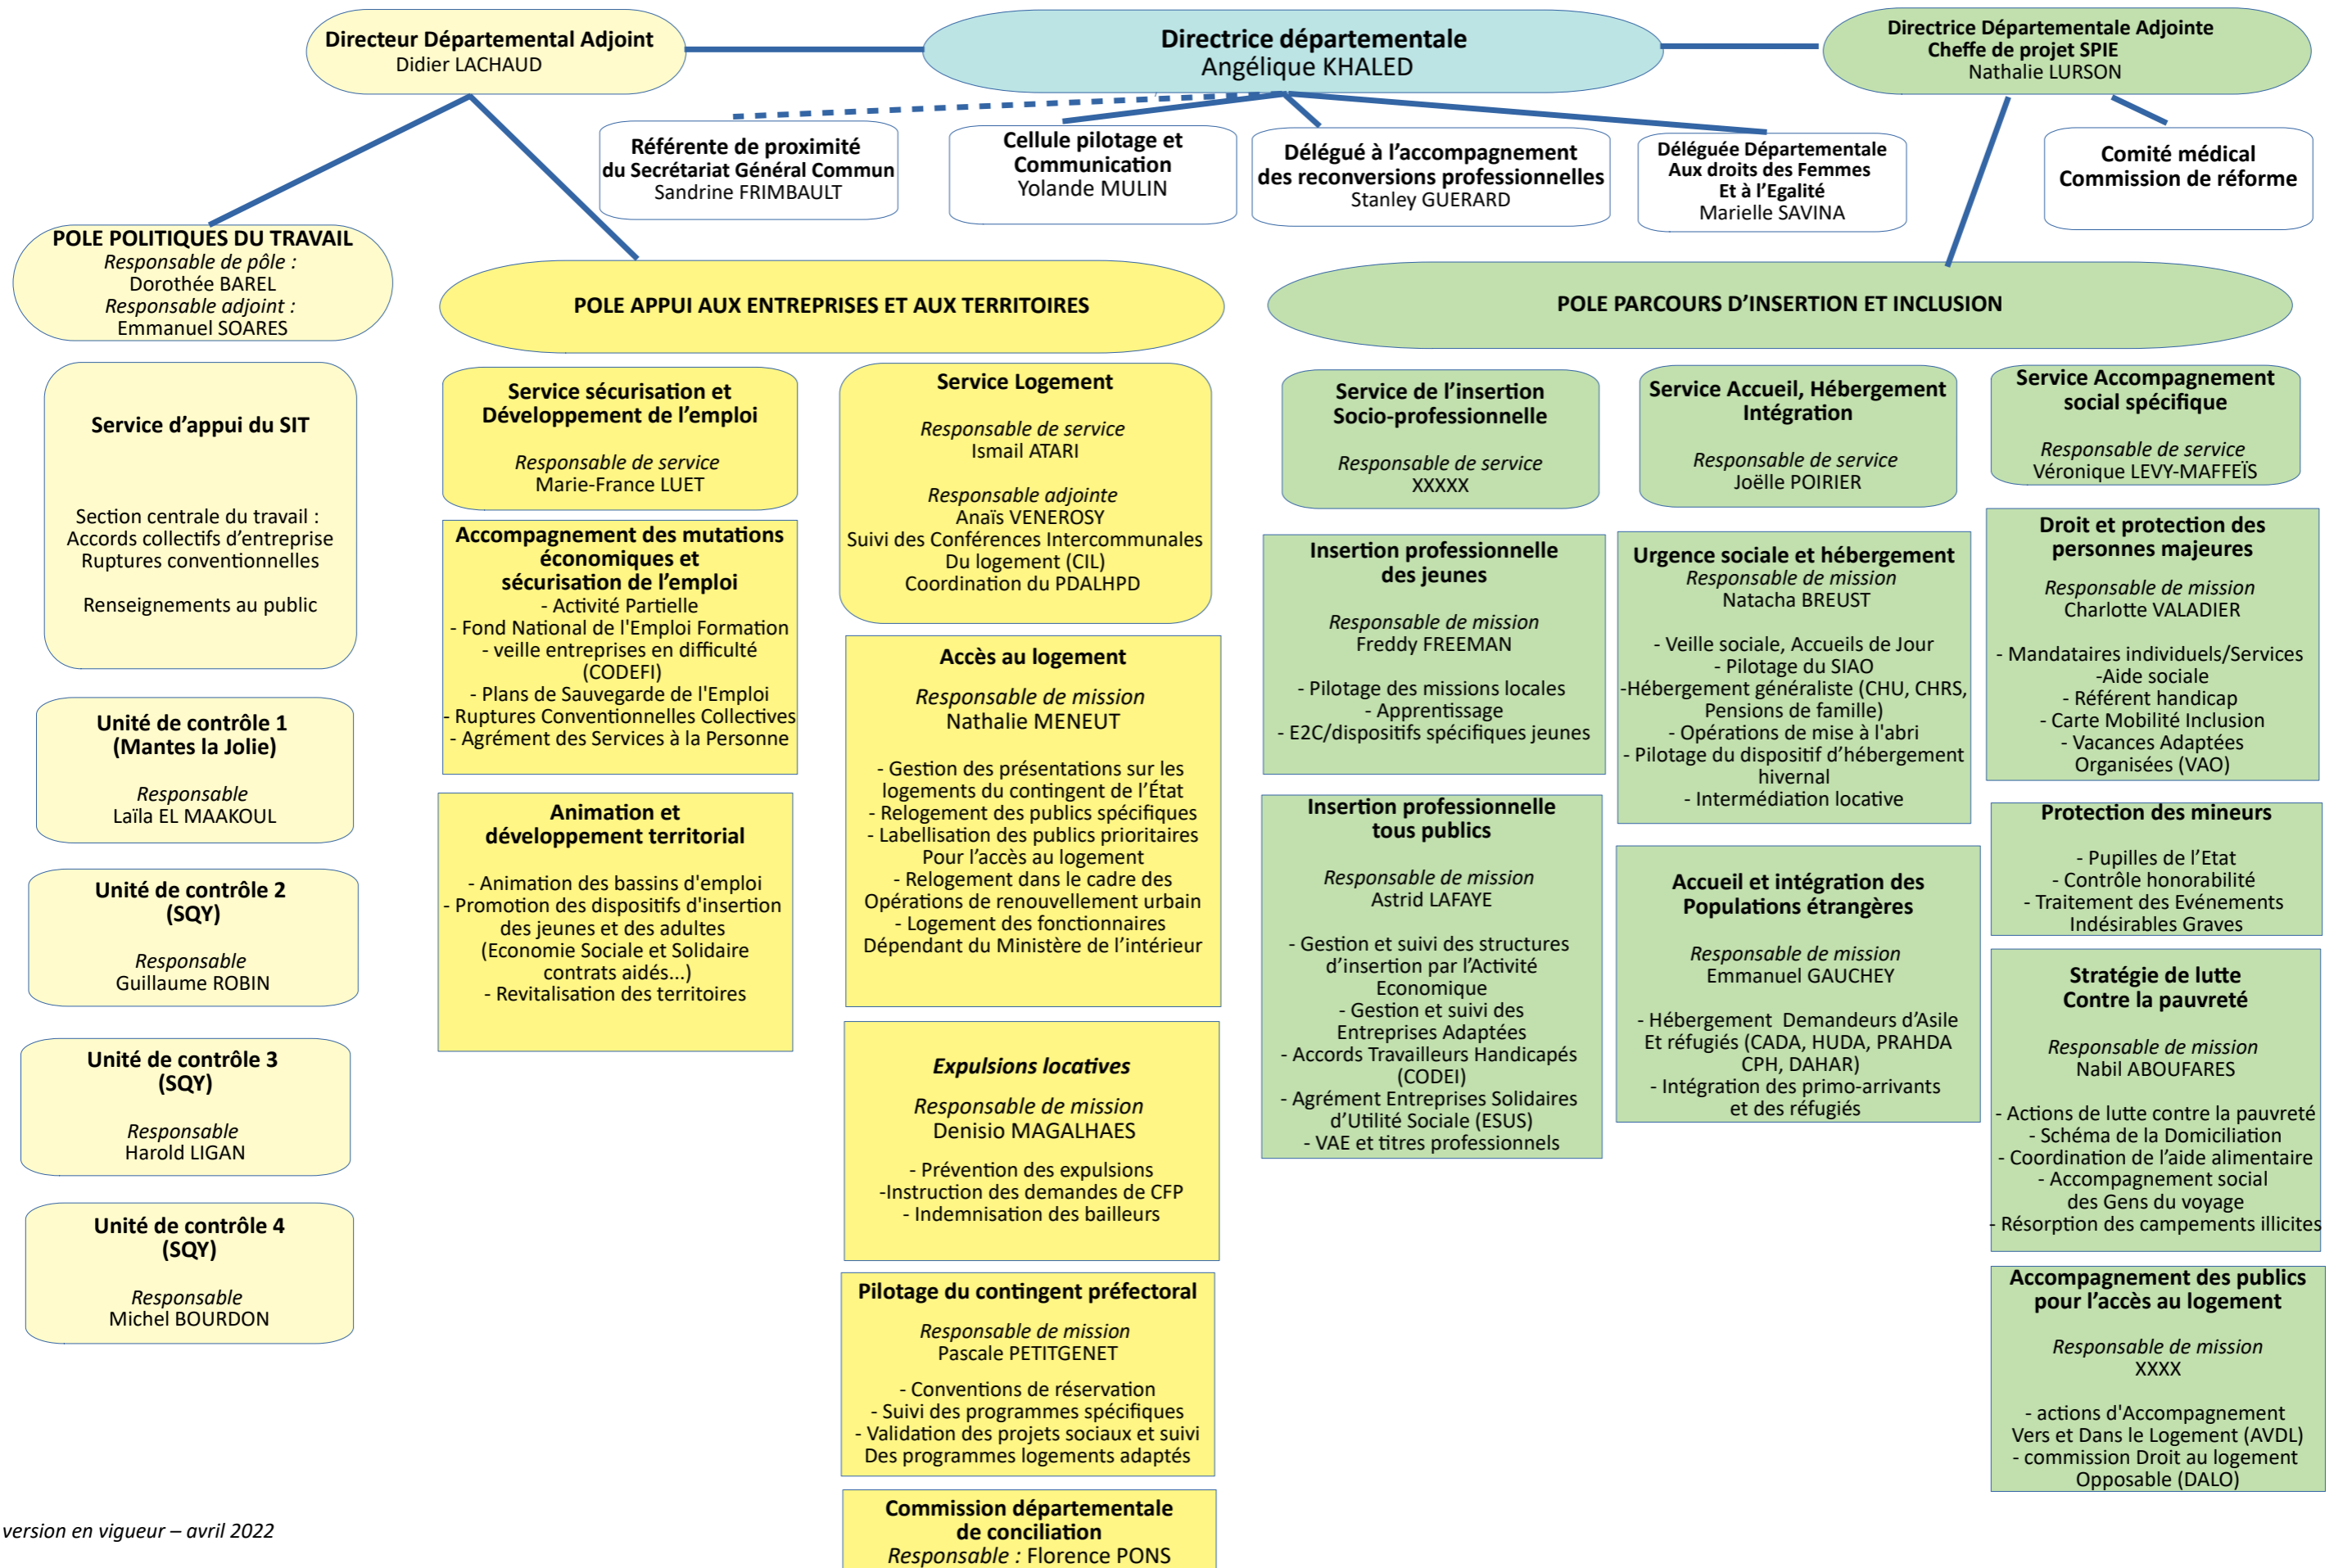 Directeur Départemental Adjoint
Didier LACHAUD
Directrice départementale
Angélique KHALED
Directrice Départementale Adjointe
Cheffe de projet SPIE
Nathalie LURSON
Référente de proximité
du Secrétariat Général Commun
Sandrine FRIMBAULT
Cellule pilotage et
Communication
Yolande MULIN
Délégué à l’accompagnement
des reconversions professionnelles
Stanley GUERARD
Déléguée Départementale
Aux droits des Femmes
Et à l’Egalité
Marielle SAVINA
Comité médical
Commission de réforme
POLE POLITIQUES DU TRAVAIL
Responsable de pôle :
Dorothée BAREL
Responsable adjoint :
Emmanuel SOARES
POLE APPUI AUX ENTREPRISES ET AUX TERRITOIRES
POLE PARCOURS D’INSERTION ET INCLUSION
Service d’appui du SIT
Section centrale du travail :
Accords collectifs d’entreprise
Ruptures conventionnelles
Renseignements au public
Unité de contrôle 1
(Mantes la Jolie)
Responsable
Laïla EL MAAKOUL
Unité de contrôle 2
(SQY)
Responsable
Guillaume ROBIN
Unité de contrôle 3
(SQY)
Responsable
Harold LIGAN
Unité de contrôle 4
(SQY)
Responsable
Michel BOURDON
Service sécurisation et
Développement de l’emploi
Responsable de service
Marie-France LUET
Accompagnement des mutations
économiques et
sécurisation de l’emploi
- Activité Partielle
- Fond National de l'Emploi Formation
- veille entreprises en difficulté
(CODEFI)
- Plans de Sauvegarde de l'Emploi
- Ruptures Conventionnelles Collectives
- Agrément des Services à la Personne
Animation et
développement territorial
- Animation des bassins d'emploi
- Promotion des dispositifs d'insertion
des jeunes et des adultes
(Economie Sociale et Solidaire
contrats aidés...)
- Revitalisation des territoires
Service Logement
Responsable de service
Ismail ATARI
Responsable adjointe
Anaïs VENEROSY
Suivi des Conférences Intercommunales
Du logement (CIL)
Coordination du PDALHPD
Accès au logement
Responsable de mission
Nathalie MENEUT
- Gestion des présentations sur les
logements du contingent de l’État
- Relogement des publics spécifiques
- Labellisation des publics prioritaires
Pour l’accès au logement
- Relogement dans le cadre des
Opérations de renouvellement urbain
- Logement des fonctionnaires
Dépendant du Ministère de l’intérieur
Expulsions locatives
Responsable de mission
Denisio MAGALHAES
- Prévention des expulsions
-Instruction des demandes de CFP
- Indemnisation des bailleurs
Pilotage du contingent préfectoral
Responsable de mission
Pascale PETITGENET
- Conventions de réservation
- Suivi des programmes spécifiques
- Validation des projets sociaux et suivi
Des programmes logements adaptés
Commission départementale
de conciliation
Responsable : Florence PONS
Service de l’insertion
Socio-professionnelle
Responsable de service
XXXXX
Insertion professionnelle
des jeunes
Responsable de mission
Freddy FREEMAN
- Pilotage des missions locales
- Apprentissage
- E2C/dispositifs spécifiques jeunes
Insertion professionnelle
tous publics
Responsable de mission
Astrid LAFAYE
- Gestion et suivi des structures
d’insertion par l’Activité
Economique
- Gestion et suivi des
Entreprises Adaptées
- Accords Travailleurs Handicapés
(CODEI)
- Agrément Entreprises Solidaires
d’Utilité Sociale (ESUS)
- VAE et titres professionnels
Service Accueil, Hébergement
Intégration
Responsable de service
Joëlle POIRIER
Urgence sociale et hébergement
Responsable de mission
Natacha BREUST
- Veille sociale, Accueils de Jour
- Pilotage du SIAO
-Hébergement généraliste (CHU, CHRS,
Pensions de famille)
- Opérations de mise à l'abri
- Pilotage du dispositif d’hébergement
hivernal
- Intermédiation locative
Accueil et intégration des
Populations étrangères
Responsable de mission
Emmanuel GAUCHEY
- Hébergement Demandeurs d’Asile
Et réfugiés (CADA, HUDA, PRAHDA
CPH, DAHAR)
- Intégration des primo-arrivants
et des réfugiés
Service Accompagnement
social spécifique
Responsable de service
Véronique LEVY-MAFFEÏS
Droit et protection des
personnes majeures
Responsable de mission
Charlotte VALADIER
- Mandataires individuels/Services
-Aide sociale
- Référent handicap
- Carte Mobilité Inclusion
- Vacances Adaptées
Organisées (VAO)
Protection des mineurs
- Pupilles de l’Etat
- Contrôle honorabilité
- Traitement des Evénements
Indésirables Graves
Stratégie de lutte
Contre la pauvreté
Responsable de mission
Nabil ABOUFARES
- Actions de lutte contre la pauvreté
- Schéma de la Domiciliation
- Coordination de l’aide alimentaire
- Accompagnement social
des Gens du voyage
- Résorption des campements illicites
Accompagnement des publics
pour l’accès au logement
Responsable de mission
XXXX
- actions d'Accompagnement
Vers et Dans le Logement (AVDL)
- commission Droit au logement
Opposable (DALO)
version en vigueur – avril 2022